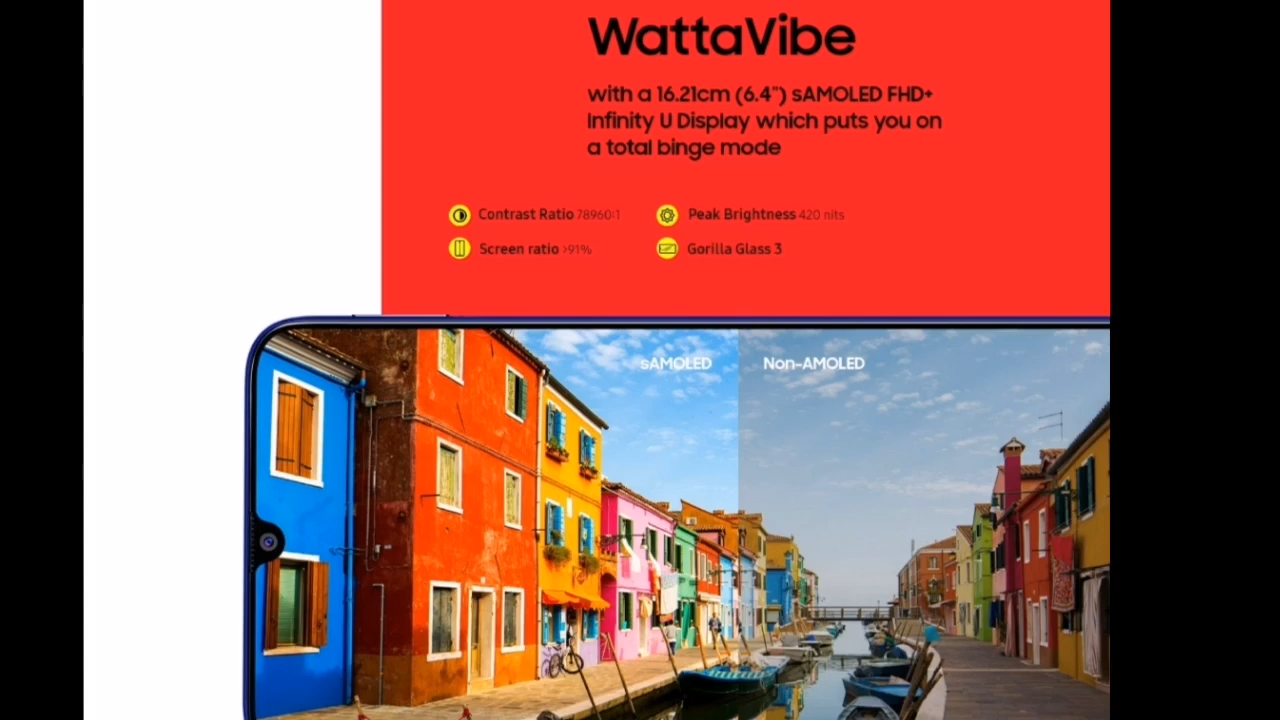 WattaVibe
with a 16.21cm (6.4") sAMOLED FHD+
Infinity U Display which puts you on
a total binge mode
Contrast Ratio 78960:1
Peak Brightness 420 nits
Screen ratio >91%
Gorilla Glass 3
sAMOLED
Non-AMOLED